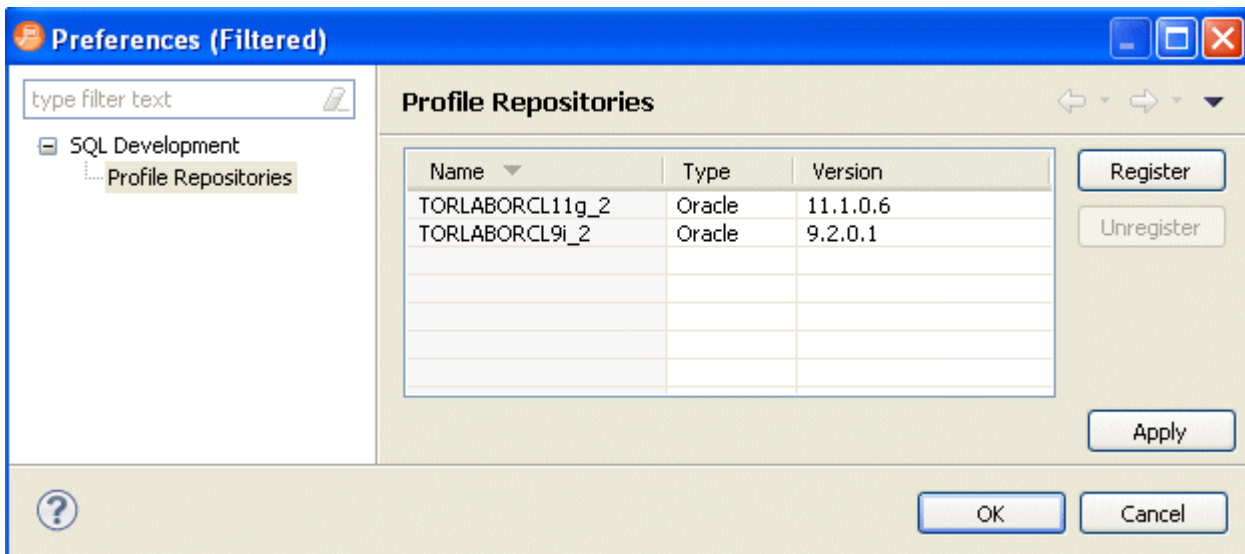 Preferences (Filtered)
type filter text
SQL Development
Profile Repositories
Profile Repositories
Name Type Version
TORLABORCL11g_2 Oracle 11.1.0.6
TORLABORCL9i_2 Oracle 9.2.0.1
Register
Unregister
Apply
?
OK Cancel